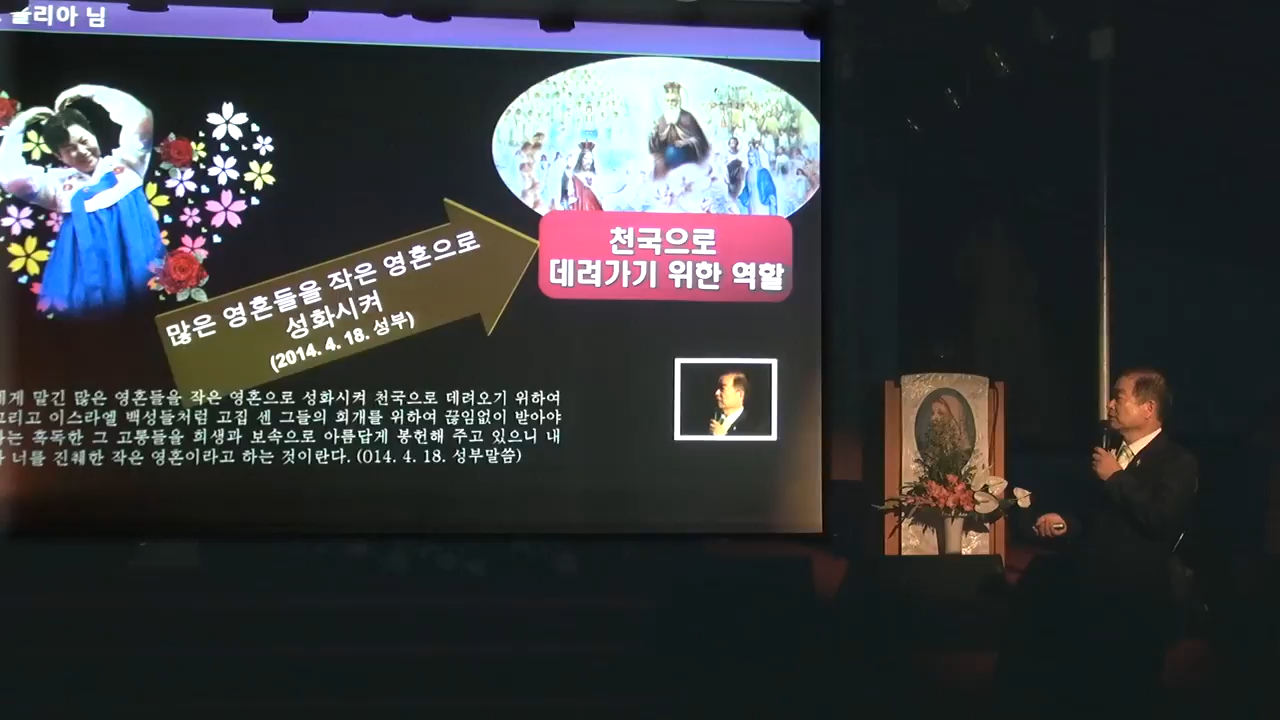 율리아 님
천국으로
데려가기 위한 역할
많은 영혼들을 작은 영혼으로
성화시켜
(2014. 4. 18. 성부)
맡긴 많은 영혼들을 작은 영혼으로 성화시켜 천국으로 데려오기 위하여
그리고 이스라엘 백성들처럼 고집 센 그들의 회개를 위하여 끊임없이 받아야
하는 혹독한 그 고통들을 희생과 보속으로 아름답게 봉헌해 주고 있으니 내
너를 진췌한 작은 영혼이라고 하는 것이란다. (014. 4. 18. 성부말씀)